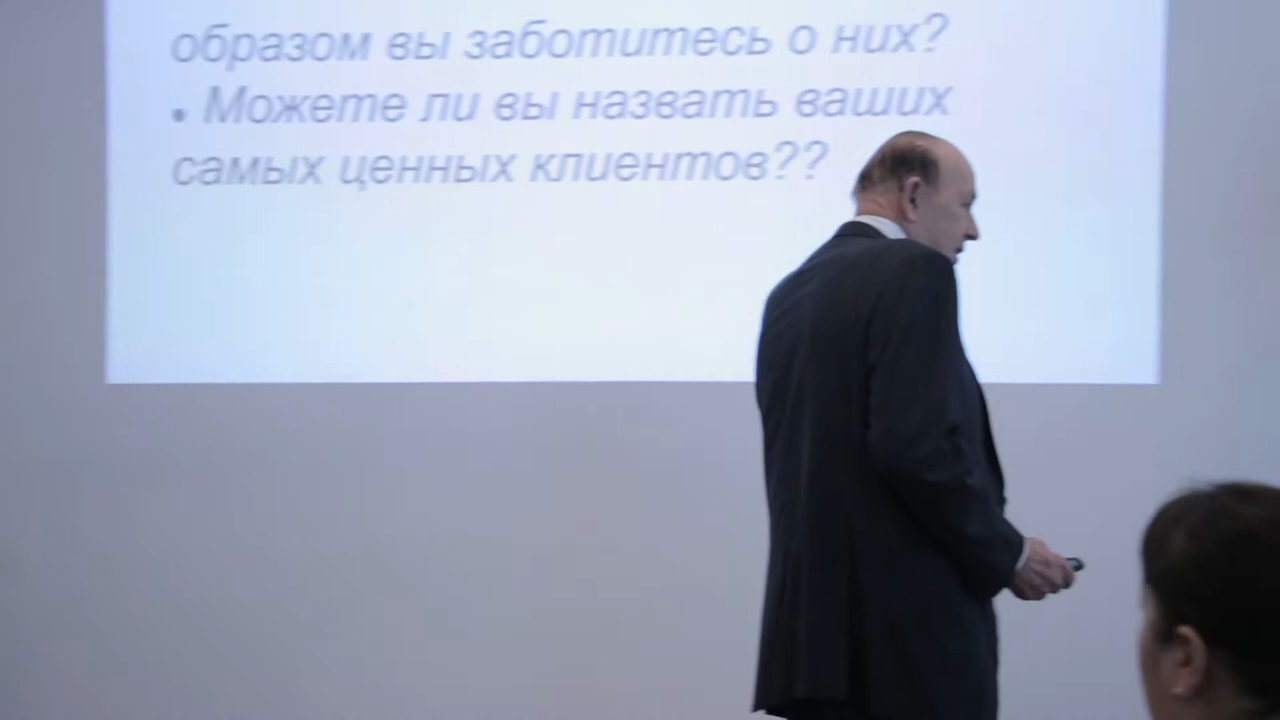 образом вы заботитесь о них?
• Можете ли вы назвать ваших
самых ценных клиентов??